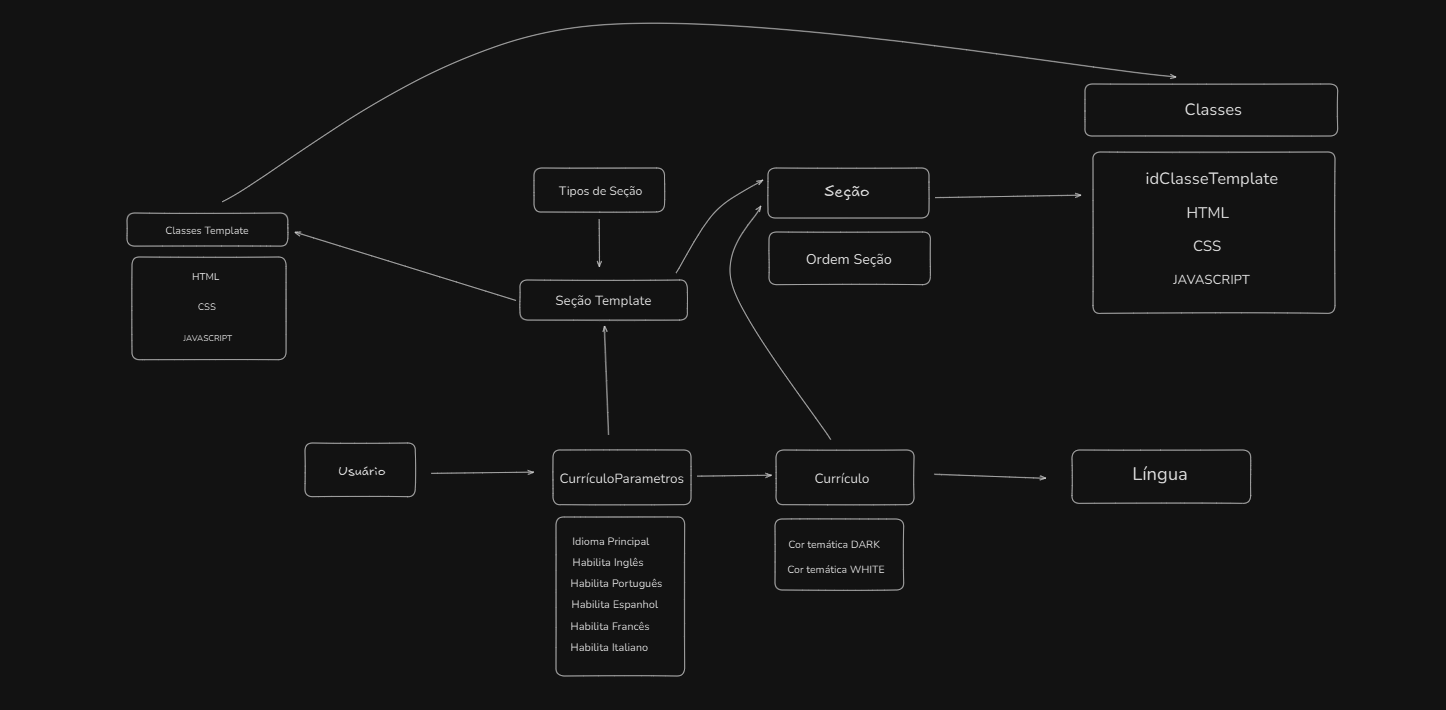 Classes
idClasseTemplate
HTML
CSS
JAVASCRIPT
Tipos de Seção
Seção
Ordem Seção
Classes Template
HTML
CSS
JAVASCRIPT
Seção Template
Usuário
CurrículoParametros
Idioma Principal
Habilita Inglês
Habilita Português
Habilita Espanhol
Habilita Francês
Habilita Italiano
Currículo
Cor temática DARK
Cor temática WHITE
Língua